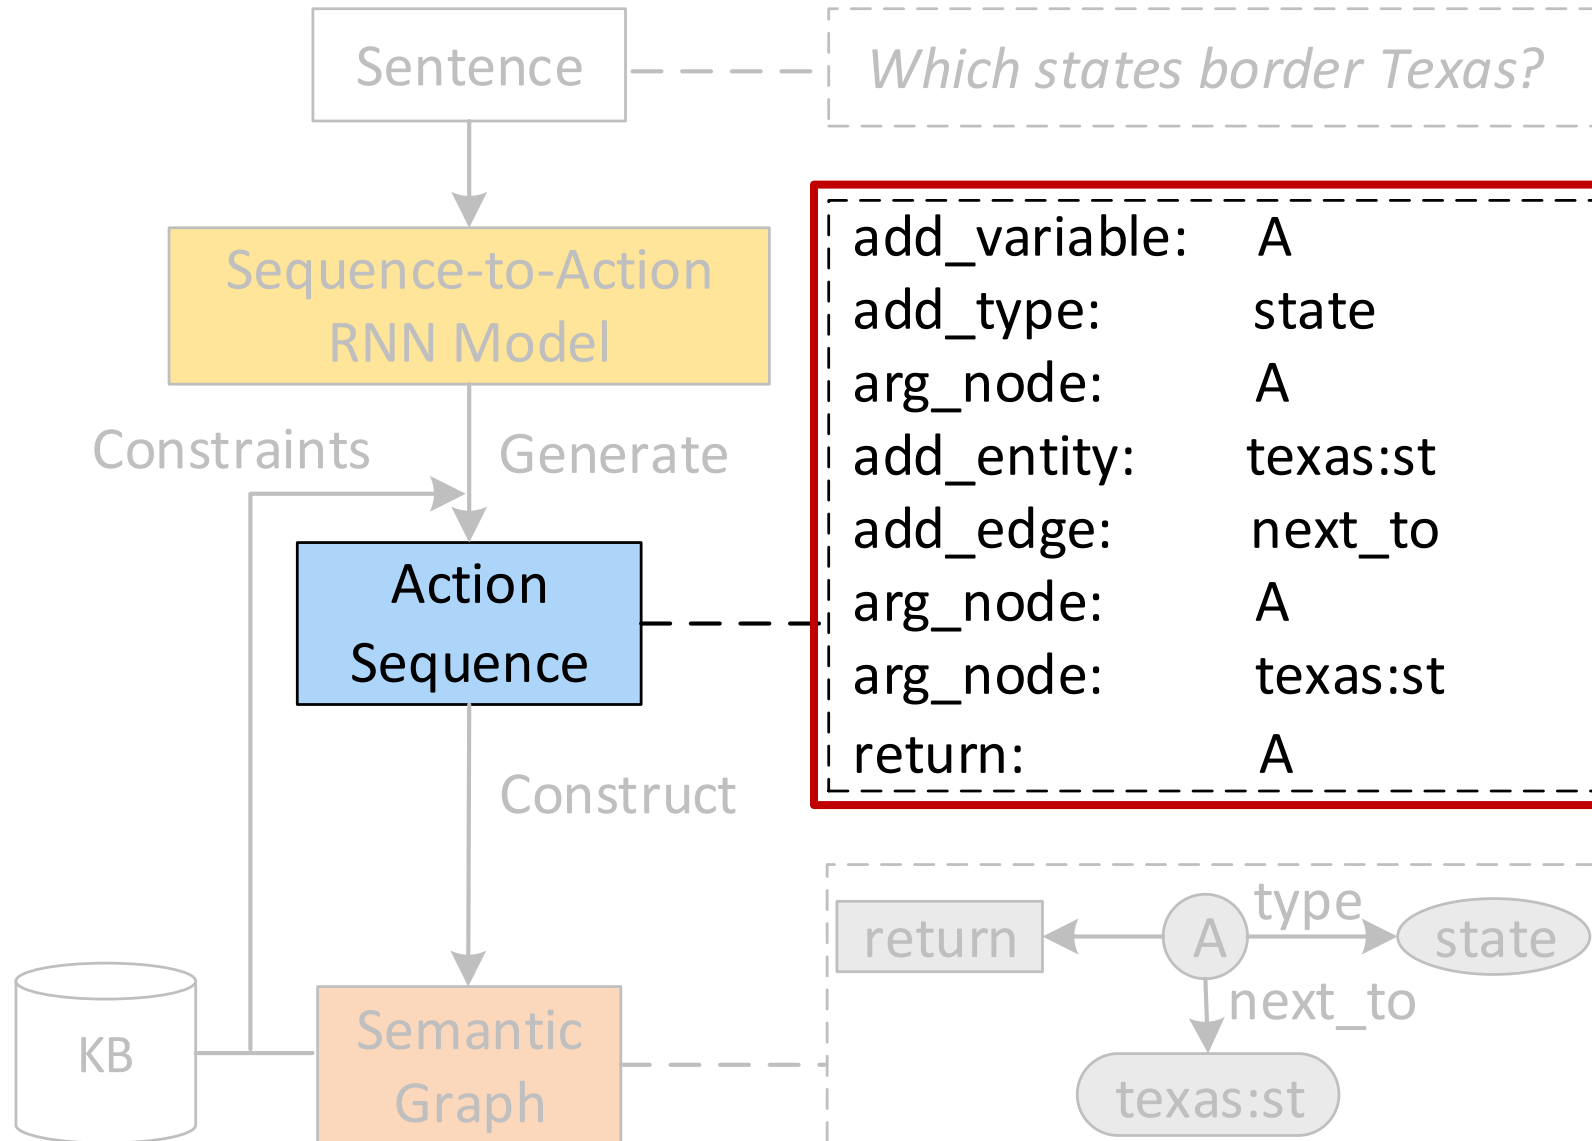 Sentence
Which states border Texas?
Sequence-to-Action
RNN Model
Constraints
Generate
Action
Sequence
add_variable: A
add_type: state
arg_node: A
add_entity: texas:st
add_edge: next_to
arg_node: A
arg_node: texas:st
return: A
Construct
KB
Semantic
Graph
return
A
type
state
next_to
texas:st